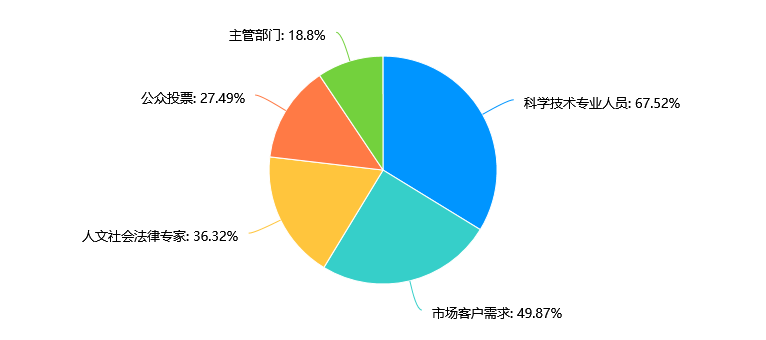 主管部门: 18.8%
公众投票: 27.49%
科学技术专业人员: 67.52%
人文社会法律专家: 36.32%
市场客户需求: 49.87%